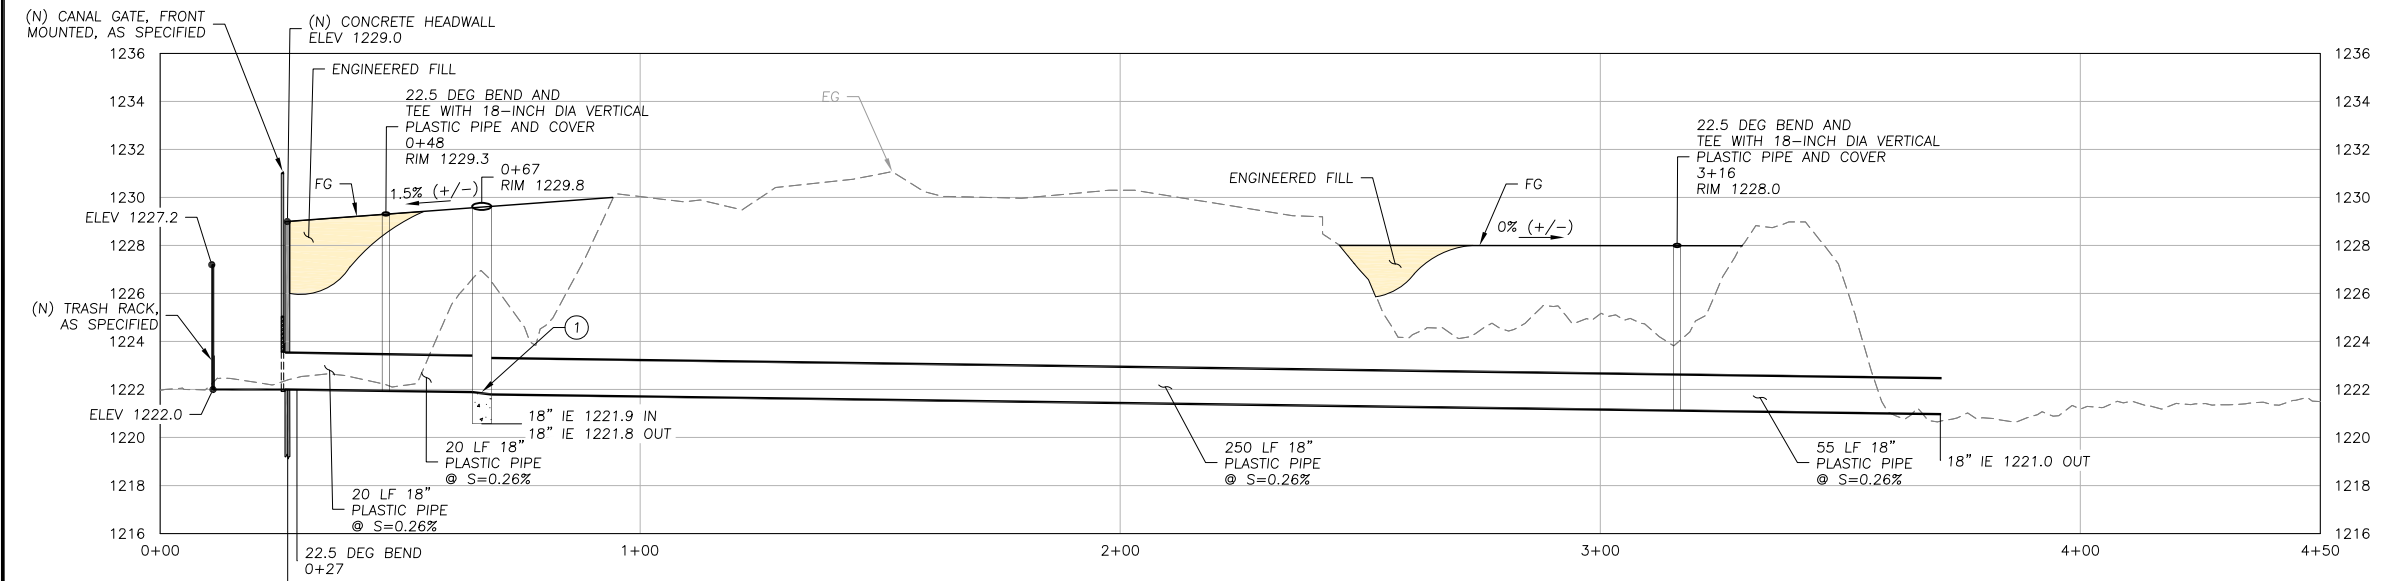 (N) CANAL GATE, FRONT
MOUNTED, AS SPECIFIED
(N) CONCRETE HEADWALL
ELEV 1229.0
ENGINEERED FILL
22.5 DEG BEND AND
TEE WITH 18-INCH DIA VERTICAL
PLASTIC PIPE AND COVER
0+48
RIM 1229.3
0+67
RIM 1229.8
FG
1.5% (+/-)
EG
ENGINEERED FILL
FG
0% (+/-)
22.5 DEG BEND AND
TEE WITH 18-INCH DIA VERTICAL
PLASTIC PIPE AND COVER
3+16
RIM 1228.0
ELEV 1227.2
(N) TRASH RACK,
AS SPECIFIED
ELEV 1222.0
1
18" IE 1221.9 IN
18" IE 1221.8 OUT
20 LF 18"
PLASTIC PIPE
@ S=0.26%
20 LF 18"
PLASTIC PIPE
@ S=0.26%
250 LF 18"
PLASTIC PIPE
@ S=0.26%
55 LF 18"
PLASTIC PIPE
@ S=0.26%
18" IE 1221.0 OUT
22.5 DEG BEND
0+27
1236
1234
1232
1230
1228
1226
1224
1222
1220
1218
1216
1236
1234
1232
1230
1228
1226
1224
1222
1220
1218
1216
0+00
1+00
2+00
3+00
4+00
4+50